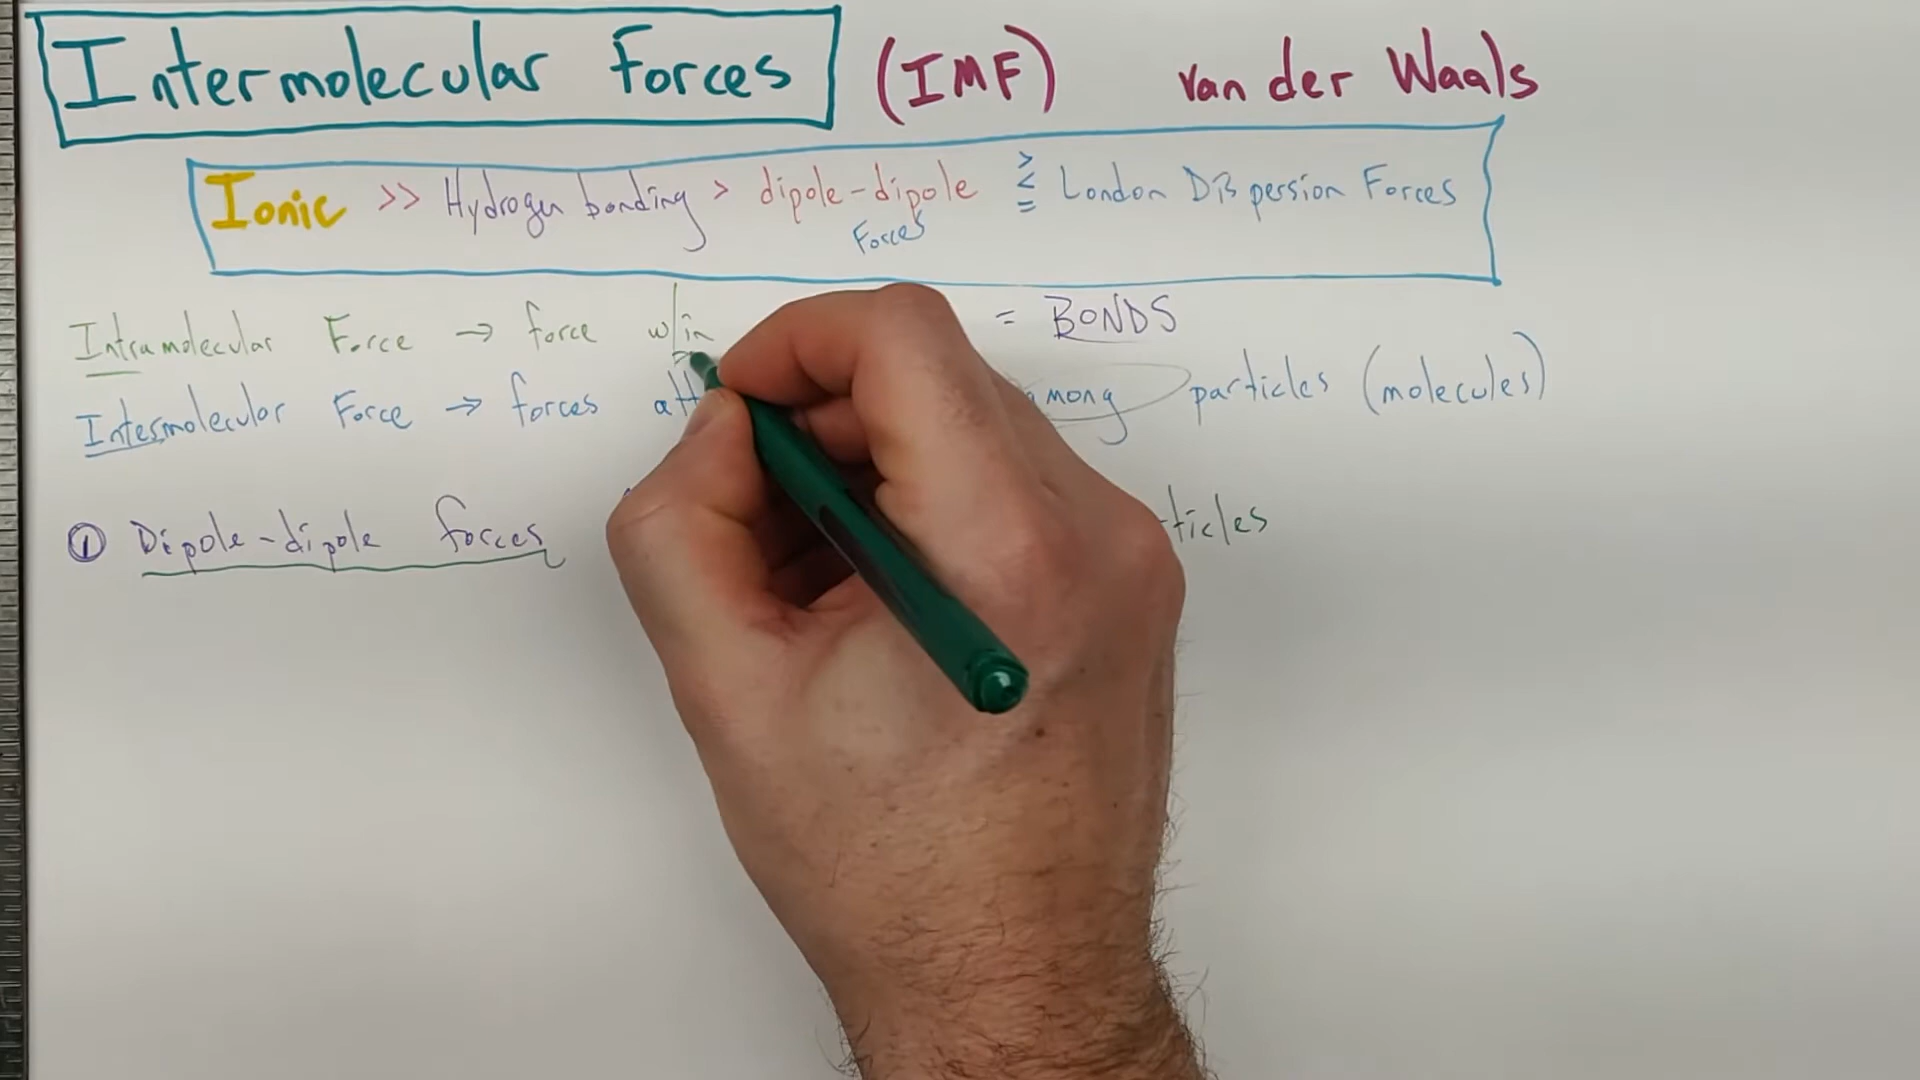 Intermolecular Forces (IMF) van der Waals
Ionic >> Hydrogen bonding > dipole-dipole ≥ London Dispersion Forces
Forces
Intramolecular Force → force w/in = BONDS
Intermolecular Force → forces among particles (molecules)
① Dipole-dipole forces